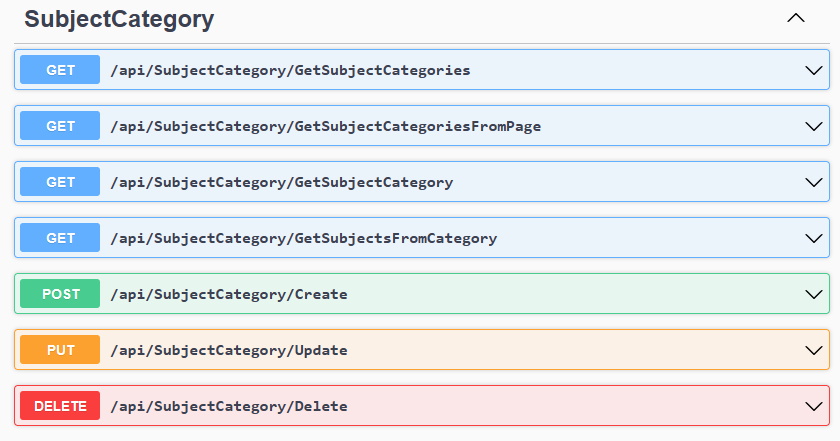 SubjectCategory
GET /api/SubjectCategory/GetSubjectCategories
GET /api/SubjectCategory/GetSubjectCategoriesFromPage
GET /api/SubjectCategory/GetSubjectCategory
GET /api/SubjectCategory/GetSubjectsFromCategory
POST /api/SubjectCategory/Create
PUT /api/SubjectCategory/Update
DELETE /api/SubjectCategory/Delete